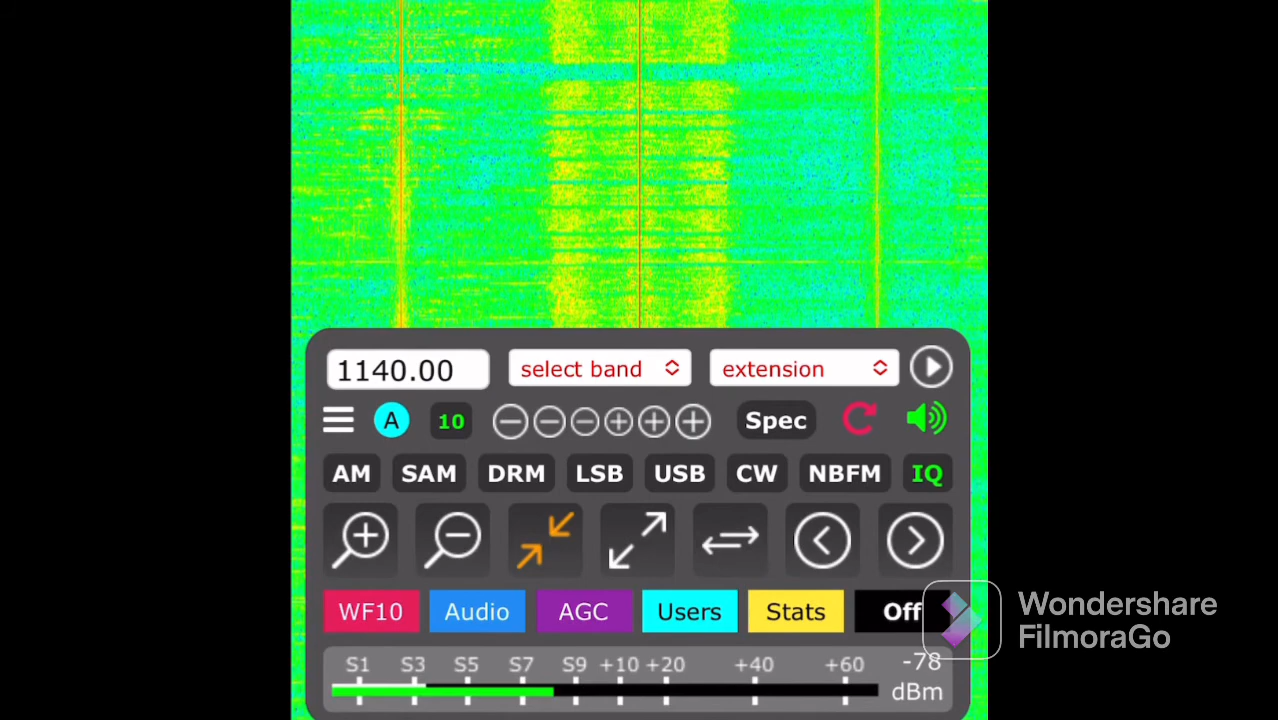 1140.00 select band extension
A 10 Spec
AM SAM DRM LSB USB CW NBFM IQ
WF10 Audio AGC Users Stats Off
Wondershare
FilmoraGo
S1 S3 S5 S7 S9 +10 +20 +40 +60 -78
dBm